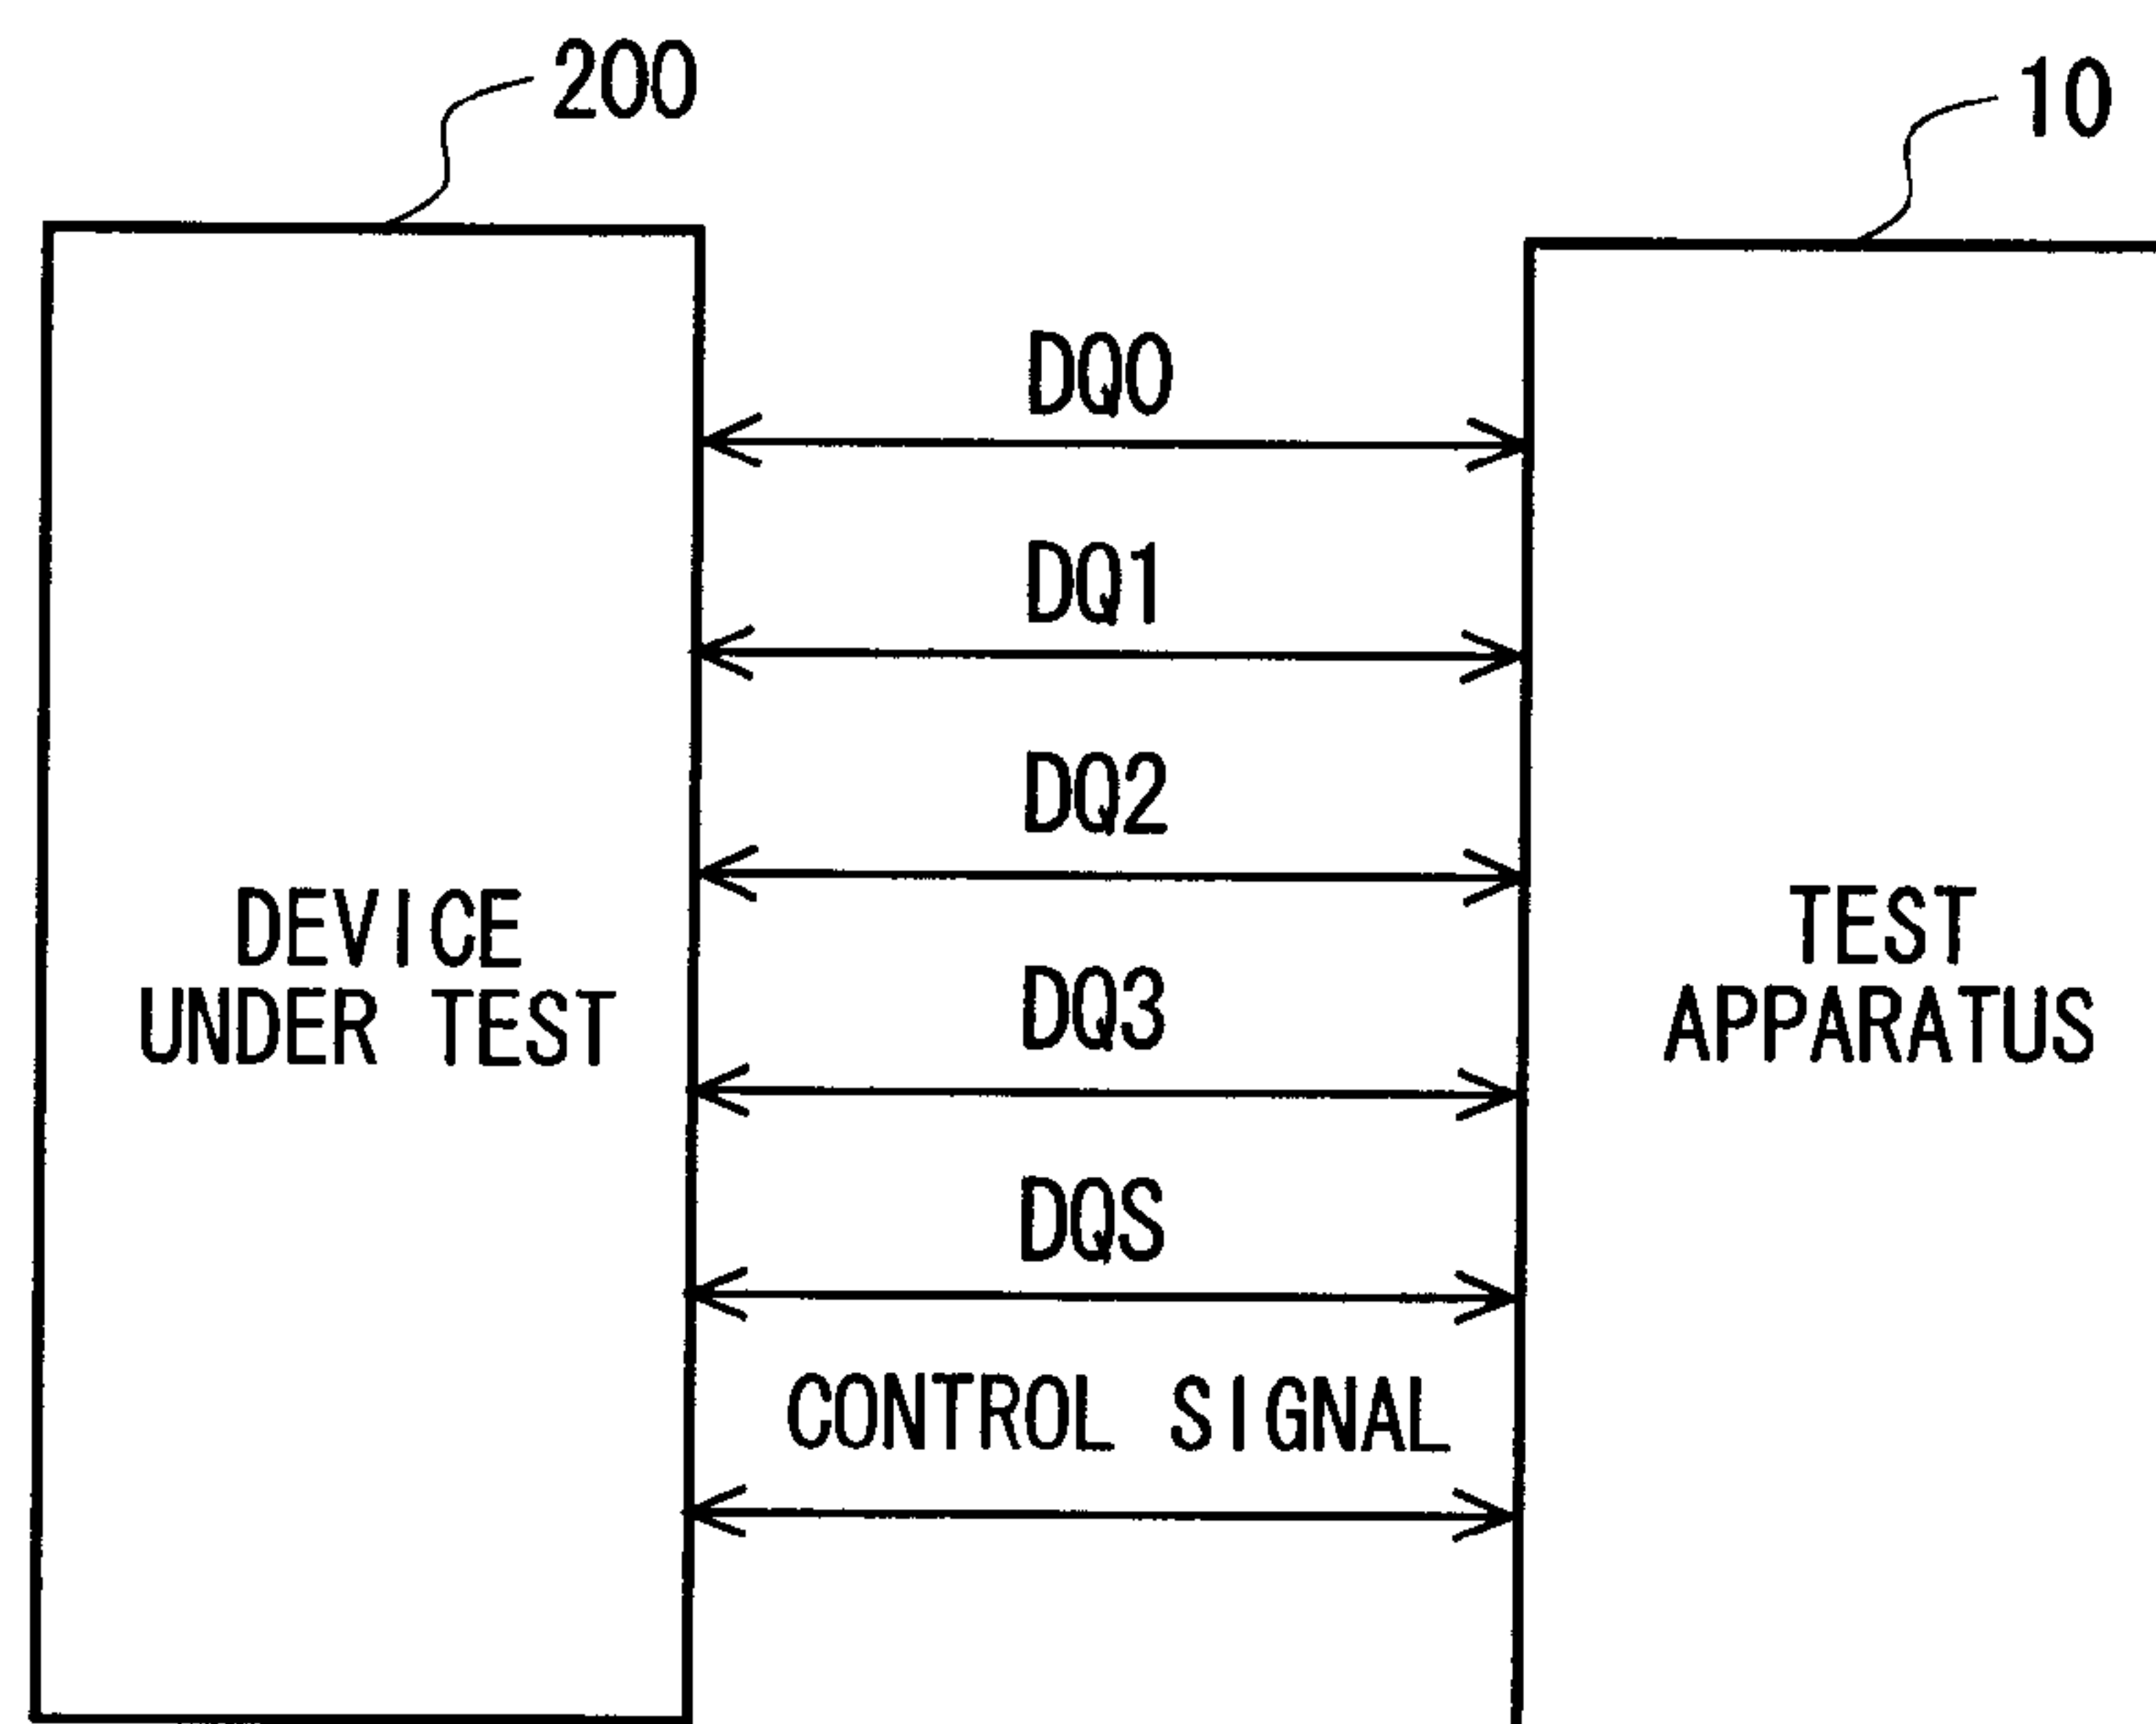 200
10
DQ0
DQ1
DQ2
DEVICE
UNDER TEST
TEST
APPARATUS
DQ3
DQS
CONTROL SIGNAL